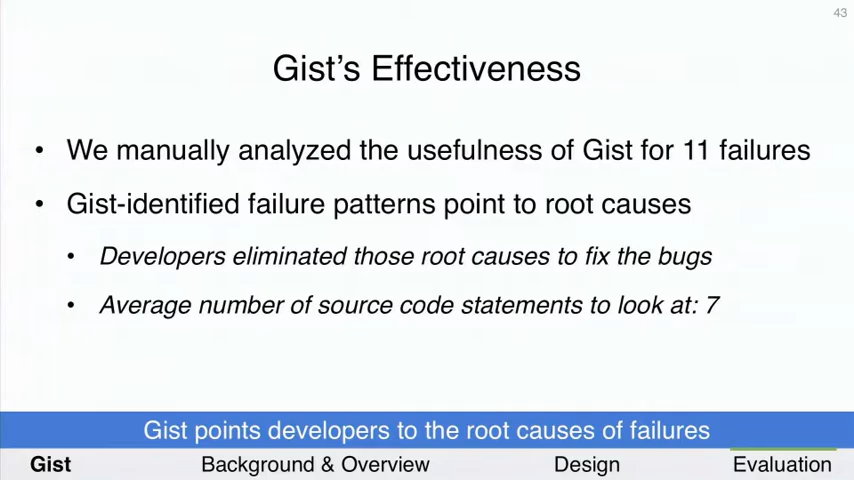 43
Gist's Effectiveness
• We manually analyzed the usefulness of Gist for 11 failures
• Gist-identified failure patterns point to root causes
• Developers eliminated those root causes to fix the bugs
• Average number of source code statements to look at: 7
Gist points developers to the root causes of failures
Gist Background & Overview Design Evaluation